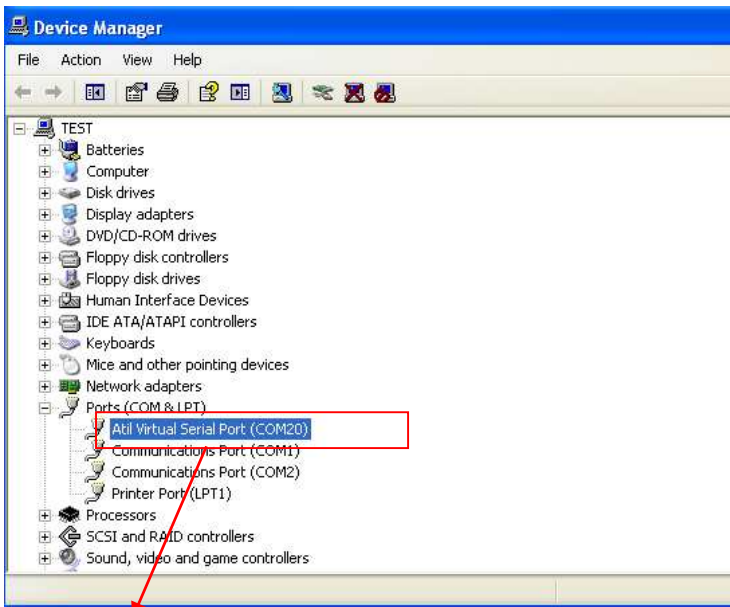 Device Manager
File Action View Help
TEST
Batteries
Computer
Disk drives
Display adapters
DVD/CD-ROM drives
Floppy disk controllers
Floppy disk drives
Human Interface Devices
IDE ATA/ATAPI controllers
Keyboards
Mice and other pointing devices
Network adapters
Ports (COM & LPT)
Atil Virtual Serial Port (COM20)
Communications Port (COM1)
Communications Port (COM2)
Printer Port (LPT1)
Processors
SCSI and RAID controllers
Sound, video and game controllers